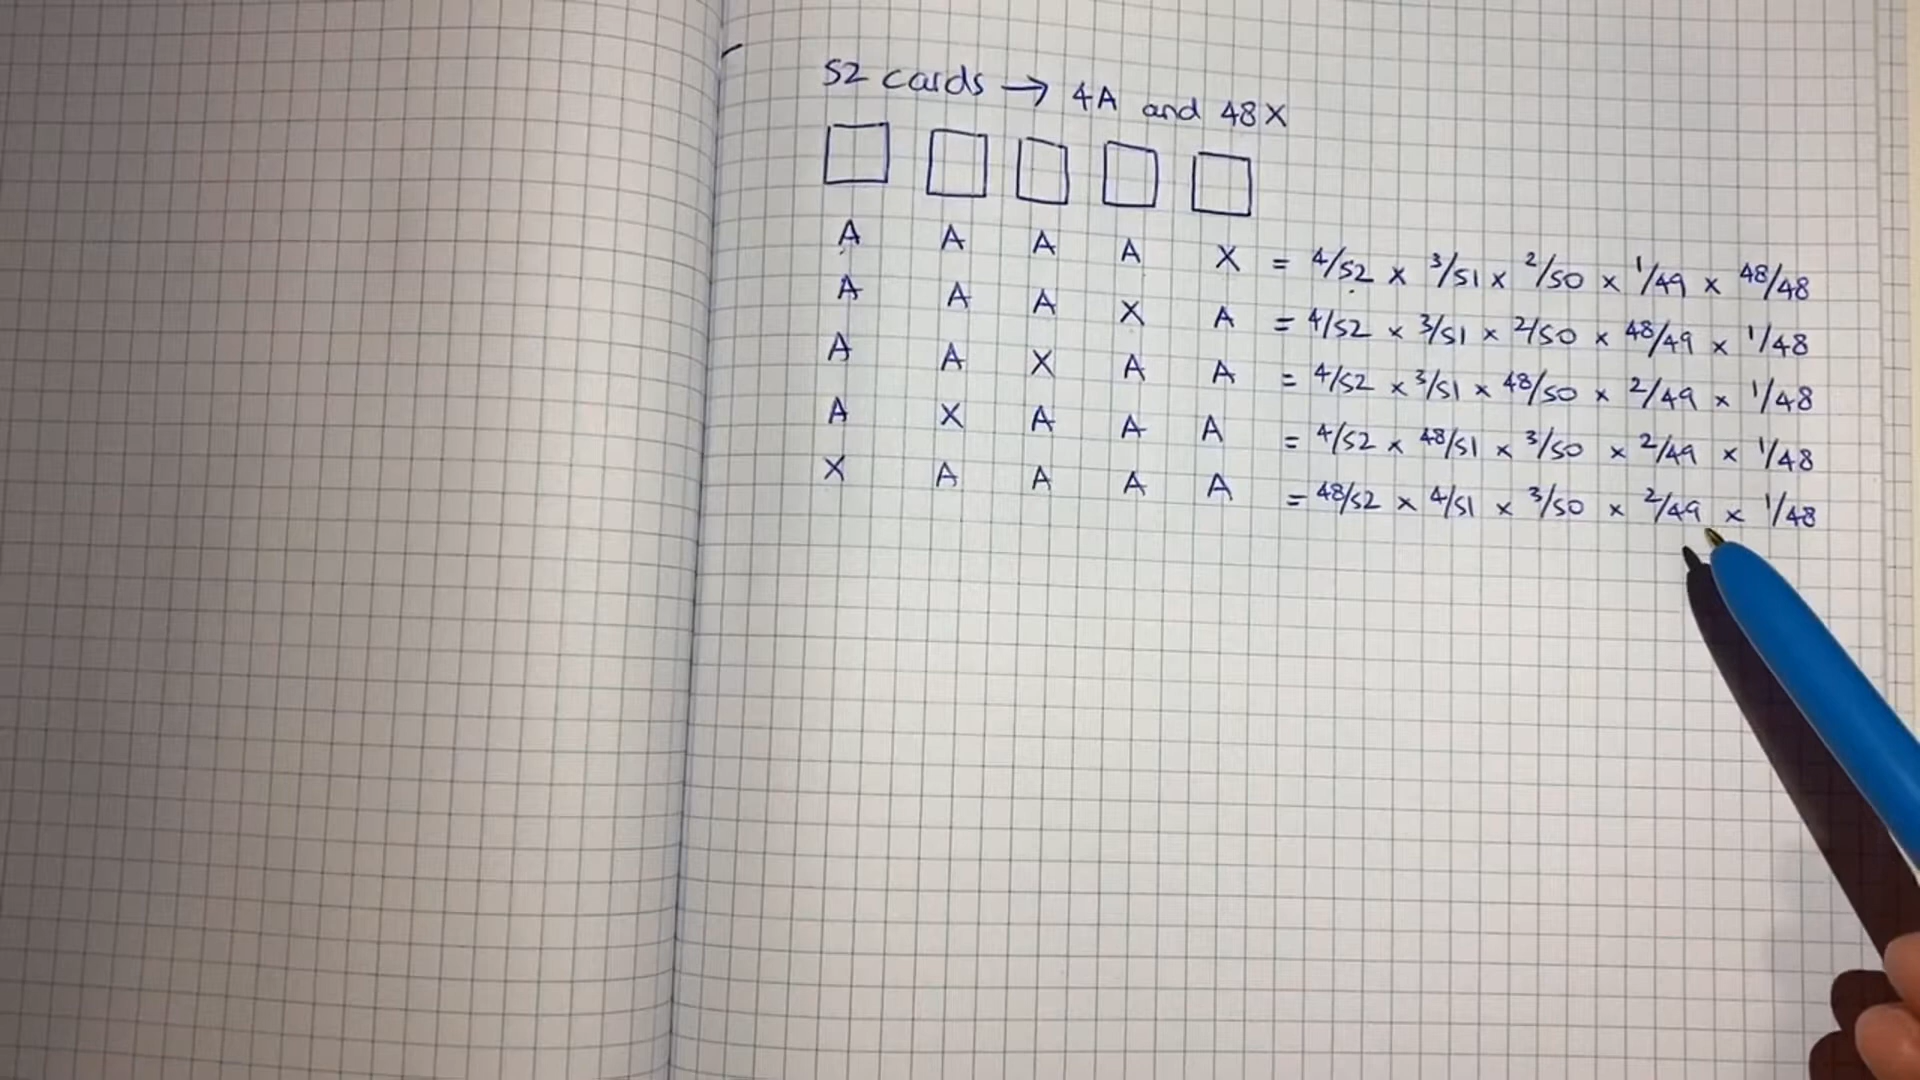 52 cards → 4A and 48X
A A A A X = 4/52 x 3/51 x 2/50 x 1/49 x 48/48
A A A X A = 4/52 x 3/51 x 2/50 x 48/49 x 1/48
A A X A A = 4/52 x 3/51 x 48/50 x 2/49 x 1/48
A X A A A = 4/52 x 48/51 x 3/50 x 2/49 x 1/48
X A A A A = 48/52 x 4/51 x 3/50 x 2/49 x 1/48